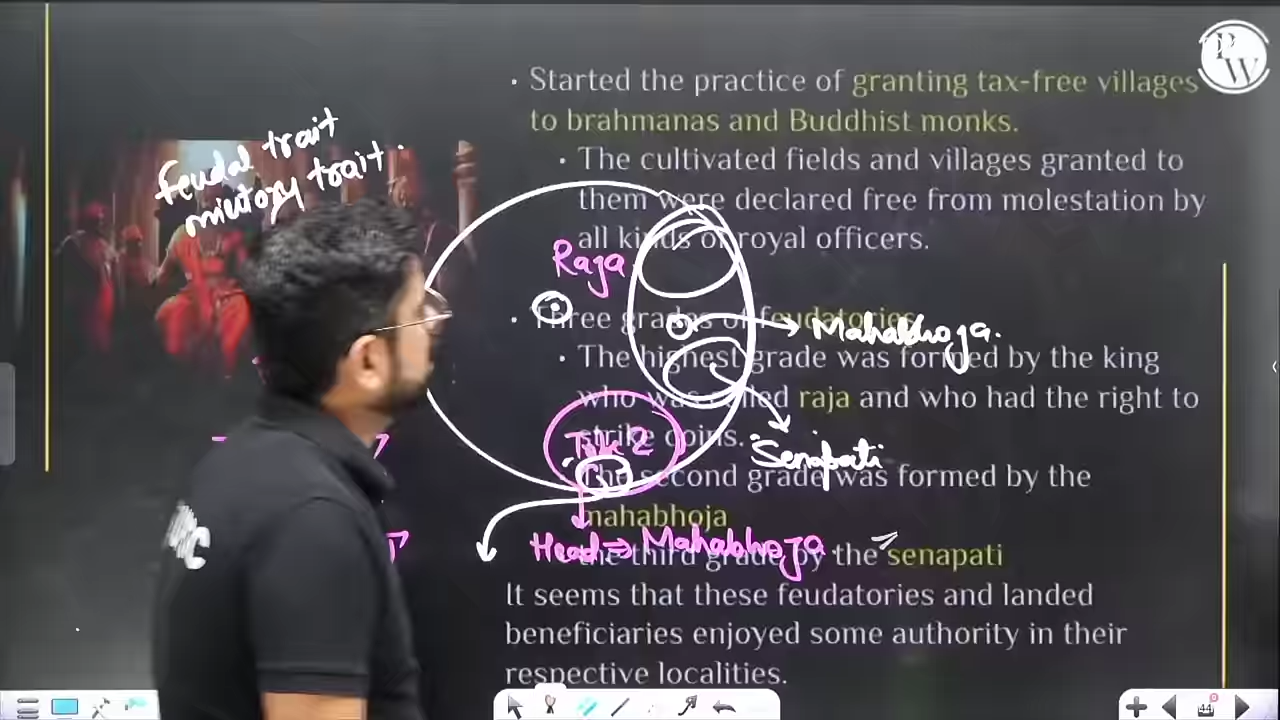 PW
• Started the practice of granting tax-free villages
to brahmanas and Buddhist monks.
• The cultivated fields and villages granted to
them were declared free from molestation by
all kinds of royal officers.
feudal trait
trait.
Raja
• Three grades of feudatories
Mahabhoja.
• The highest grade was formed by the king
who was called raja and who had the right to
strike coins.
Senapati
• The second grade was formed by the
mahabhoja
Head → Mahabhoja
the third grade by the senapati
It seems that these feudatories and landed
beneficiaries enjoyed some authority in their
respective localities.
44